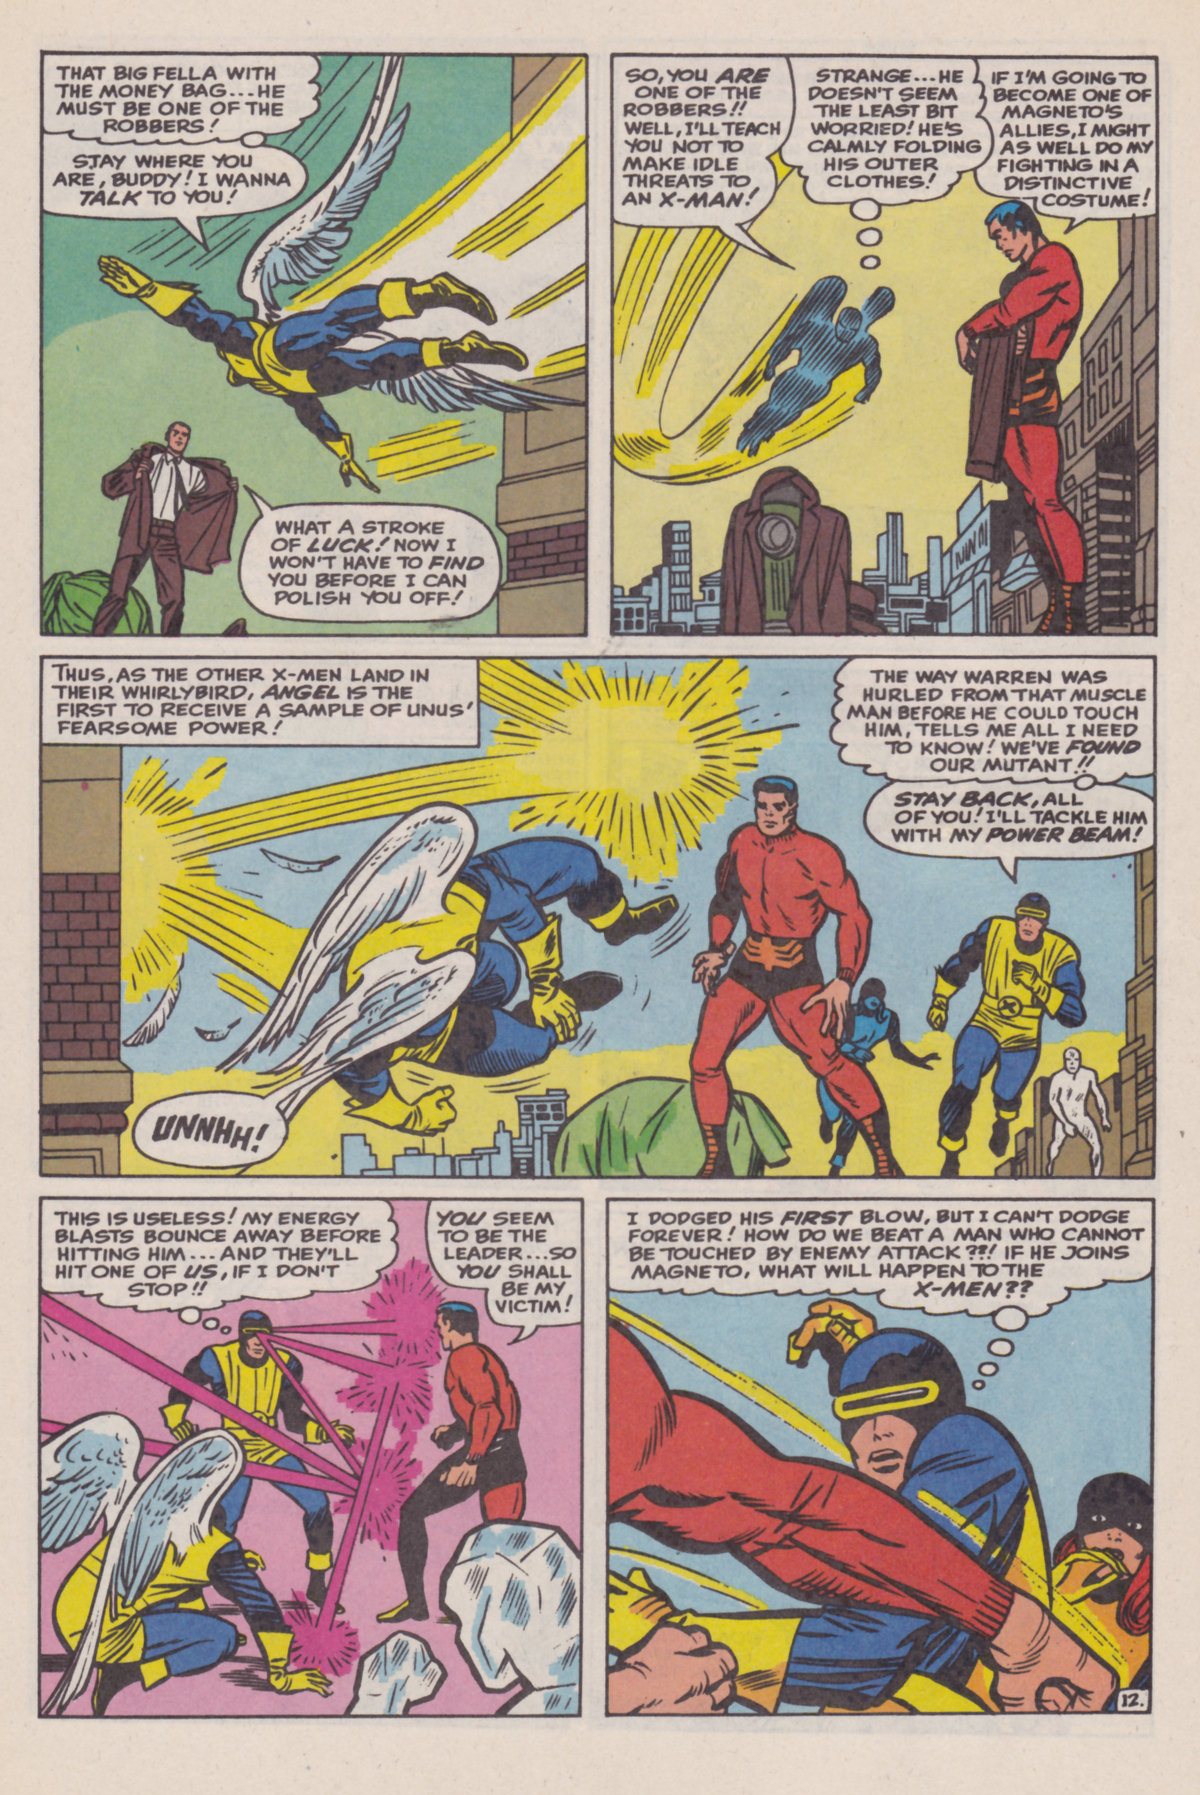 THAT BIG FELLA WITH
THE MONEY BAG...HE
MUST BE ONE OF THE
ROBBERS!
STAY WHERE YOU
ARE, BUDDY! I WANNA
TALK TO YOU!
WHAT A STROKE
OF LUCK! NOW I
WON'T HAVE TO FIND
YOU BEFORE I CAN
POLISH YOU OFF!
SO, YOU ARE
ONE OF THE
ROBBERS!!
WELL, I'LL TEACH
YOU NOT TO
MAKE IDLE
THREATS TO
AN X-MAN!
STRANGE...HE
DOESN'T SEEM
THE LEAST BIT
WORRIED! HE'S
CALMLY FOLDING
HIS OUTER
CLOTHES!
IF I'M GOING TO
BECOME ONE OF
MAGNETO'S
ALLIES, I MIGHT
AS WELL DO MY
FIGHTING IN A
DISTINCTIVE
COSTUME!
THUS, AS THE OTHER X-MEN LAND IN
THEIR WHIRLYBIRD, ANGEL IS THE
FIRST TO RECEIVE A SAMPLE OF UNUS'
FEARSOME POWER!
THE WAY WARREN WAS
HURLED FROM THAT MUSCLE
MAN BEFORE HE COULD TOUCH
HIM, TELLS ME ALL I NEED
TO KNOW! WE'VE FOUND
OUR MUTANT!!
STAY BACK, ALL
OF YOU! I'LL TACKLE HIM
WITH MY POWER BEAM!
UNNHH!
THIS IS USELESS! MY ENERGY
BLASTS BOUNCE AWAY BEFORE
HITTING HIM...AND THEY'LL
HIT ONE OF US, IF I DON'T
STOP!!
YOU SEEM
TO BE THE
LEADER...SO
YOU SHALL
BE MY
VICTIM!
I DODGED HIS FIRST BLOW, BUT I CAN'T DODGE
FOREVER! HOW DO WE BEAT A MAN WHO CANNOT
BE TOUCHED BY ENEMY ATTACK??! IF HE JOINS
MAGNETO, WHAT WILL HAPPEN TO THE
X-MEN??
12.